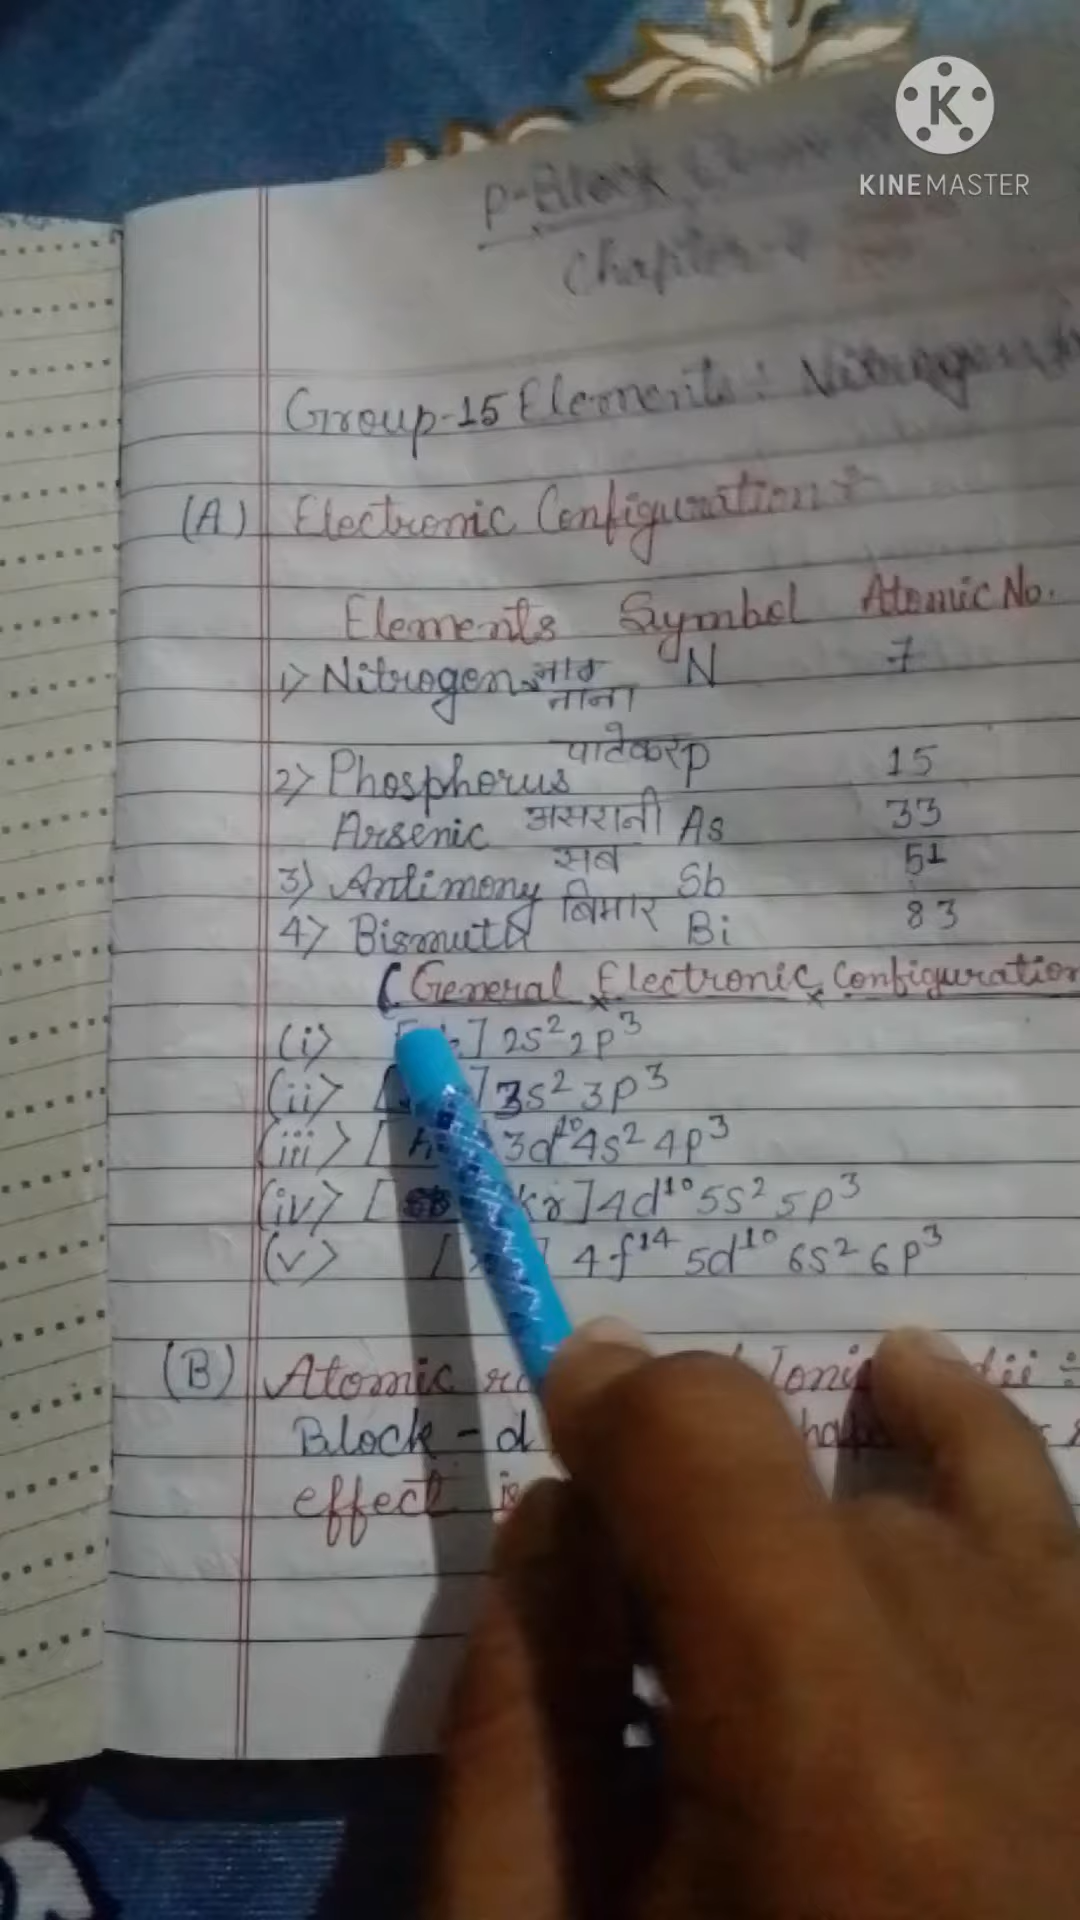 K
KINEMASTER
P-Block
Chapter
Group-15 Elements : Nitrogen
(A) Electronic Configuration :-
Elements Symbol Atomic No.
1) Nitrogen नाना N 7
2) Phosphorus पाटेकर P 15
Arsenic असरानी As 33
3) Antimony सब Sb 51
4) Bismuth बिमार Bi 83
(General Electronic Configuration
(i) ] 2s² 2p³
(ii) [ ] 3s² 3p³
(iii) [ 3d¹⁰ 4s² 4p³
(iv) [ Kr] 4d¹⁰ 5s² 5p³
(v) [ ] 4f¹⁴ 5d¹⁰ 6s² 6p³
(B) Atomic Ionic :
Block - d
effect is